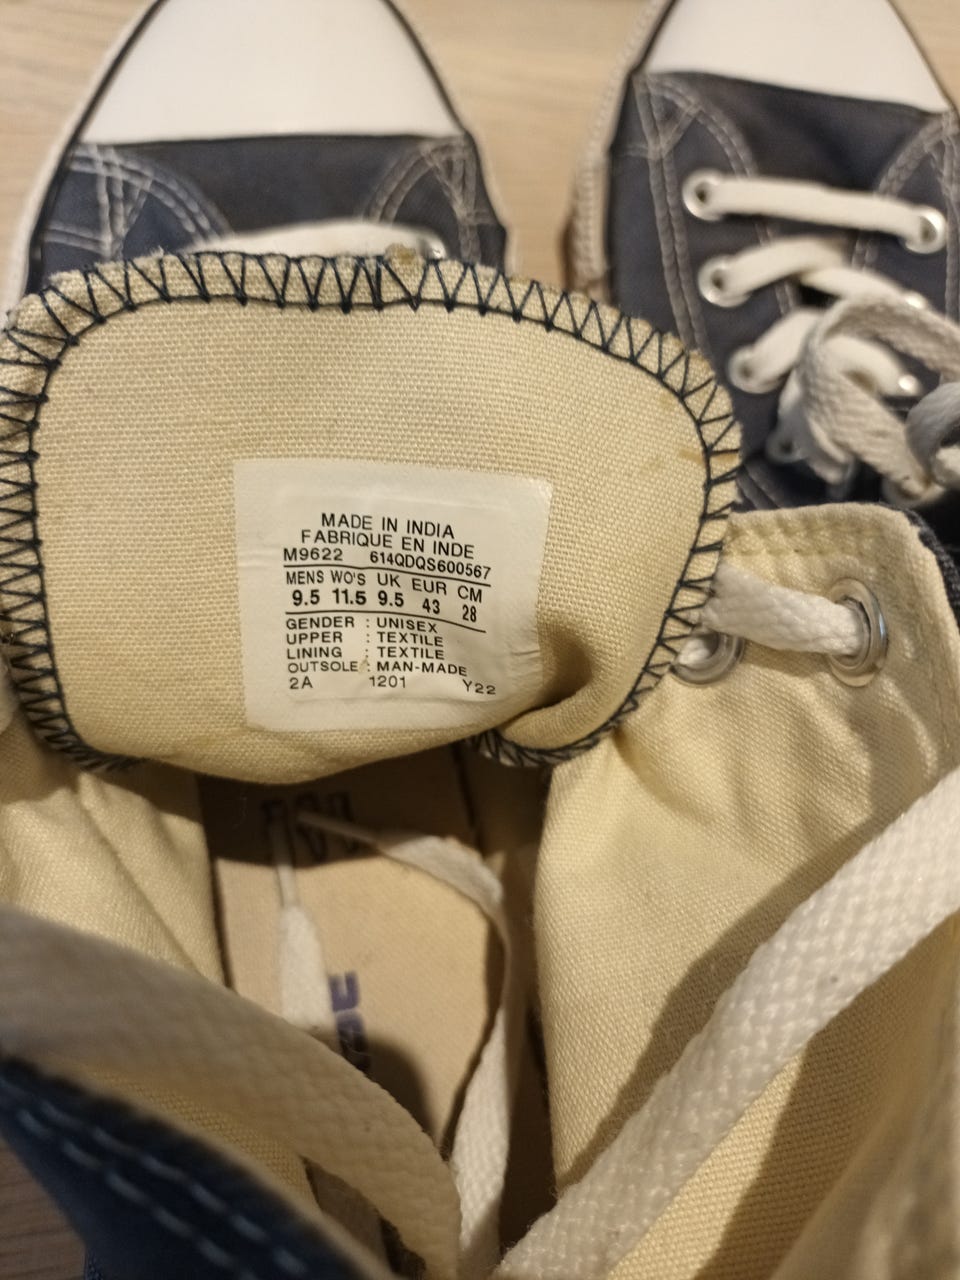 MADE IN INDIA
FABRIQUE EN INDE
M9622 614QDQS600567
MENS WO'S UK EUR CM
9.5 11.5 9.5 43 28
GENDER : UNISEX
UPPER : TEXTILE
LINING : TEXTILE
OUTSOLE : MAN-MADE
2A 1201 Y22